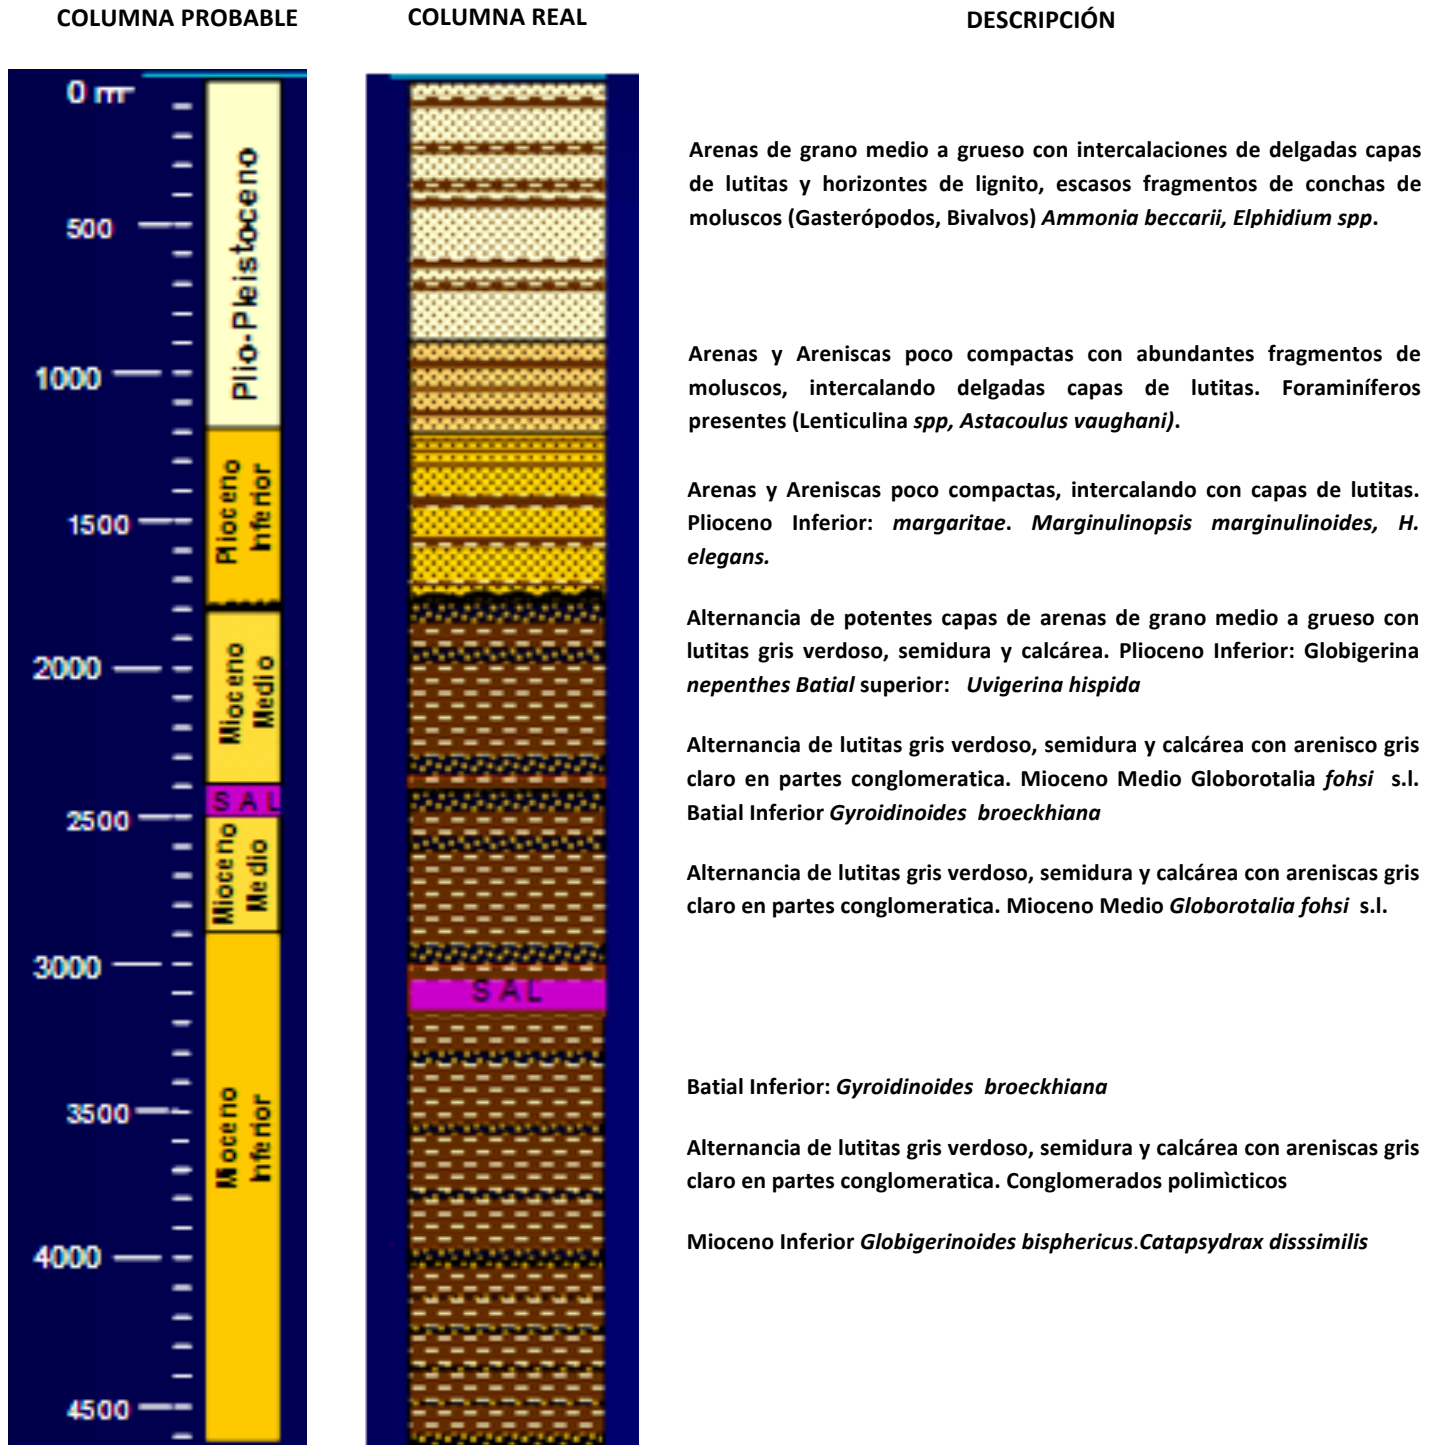 COLUMNA PROBABLE
COLUMNA REAL
DESCRIPCIÓN
0 m
500
1000
1500
2000
2500
3000
3500
4000
4500
Plio-Pleistoceno
Plioceno
Inferior
Mioceno
Medio
SAL
Mioceno
Medio
Mioceno
Inferior
SAL
Arenas de grano medio a grueso con intercalaciones de delgadas capas
de lutitas y horizontes de lignito, escasos fragmentos de conchas de
moluscos (Gasterópodos, Bivalvos) Ammonia beccarii, Elphidium spp.
Arenas y Areniscas poco compactas con abundantes fragmentos de
moluscos, intercalando delgadas capas de lutitas. Foraminíferos
presentes (Lenticulina spp, Astacoulus vaughani).
Arenas y Areniscas poco compactas, intercalando con capas de lutitas.
Plioceno Inferior: margaritae. Marginulinopsis marginulinoides, H.
elegans.
Alternancia de potentes capas de arenas de grano medio a grueso con
lutitas gris verdoso, semidura y calcárea. Plioceno Inferior: Globigerina
nepenthes Batial superior: Uvigerina hispida
Alternancia de lutitas gris verdoso, semidura y calcárea con arenisco gris
claro en partes conglomeratica. Mioceno Medio Globorotalia fohsi s.l.
Batial Inferior Gyroidinoides broeckhiana
Alternancia de lutitas gris verdoso, semidura y calcárea con areniscas gris
claro en partes conglomeratica. Mioceno Medio Globorotalia fohsi s.l.
Batial Inferior: Gyroidinoides broeckhiana
Alternancia de lutitas gris verdoso, semidura y calcárea con areniscas gris
claro en partes conglomeratica. Conglomerados polimìcticos
Mioceno Inferior Globigerinoides bisphericus.Catapsydrax disssimilis